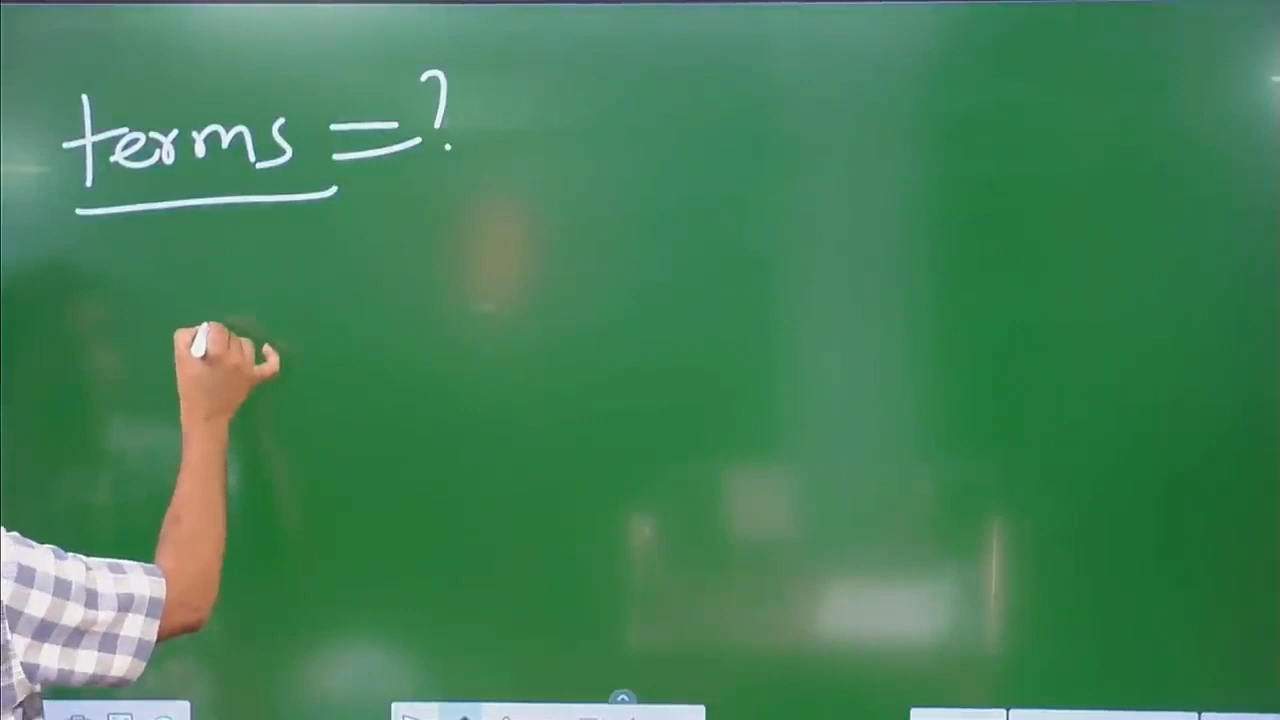 terms = ?